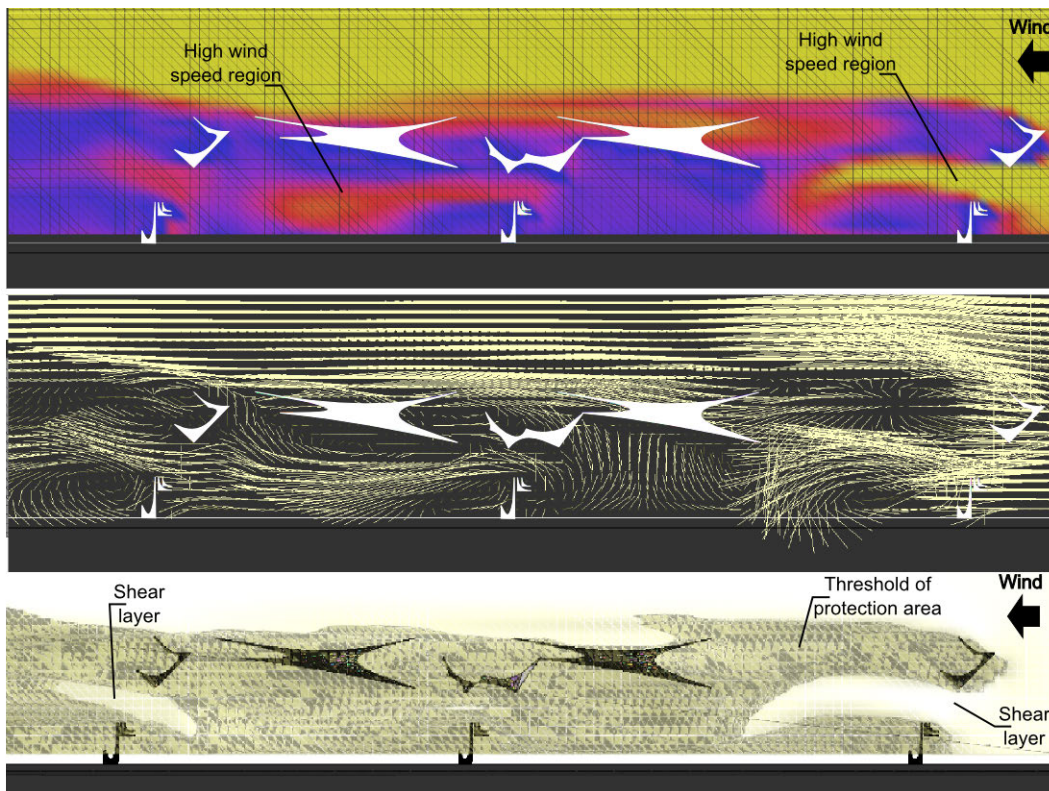 Wind
High wind
speed region
High wind
speed region
Shear
layer
Threshold of
protection area
Wind
Shear
layer